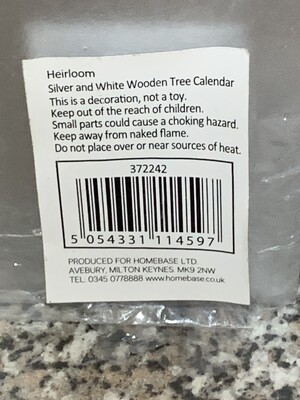 Heirloom
Silver and White Wooden Tree Calendar
This is a decoration, not a toy.
Keep out of the reach of children.
Small parts could cause a choking hazard.
Keep away from naked flame.
Do not place over or near sources of heat.
372242
5 054331 114597
PRODUCED FOR HOMEBASE LTD.
AVEBURY, MILTON KEYNES. MK9 2NW
TEL: 0345 0778888 www.homebase.co.uk